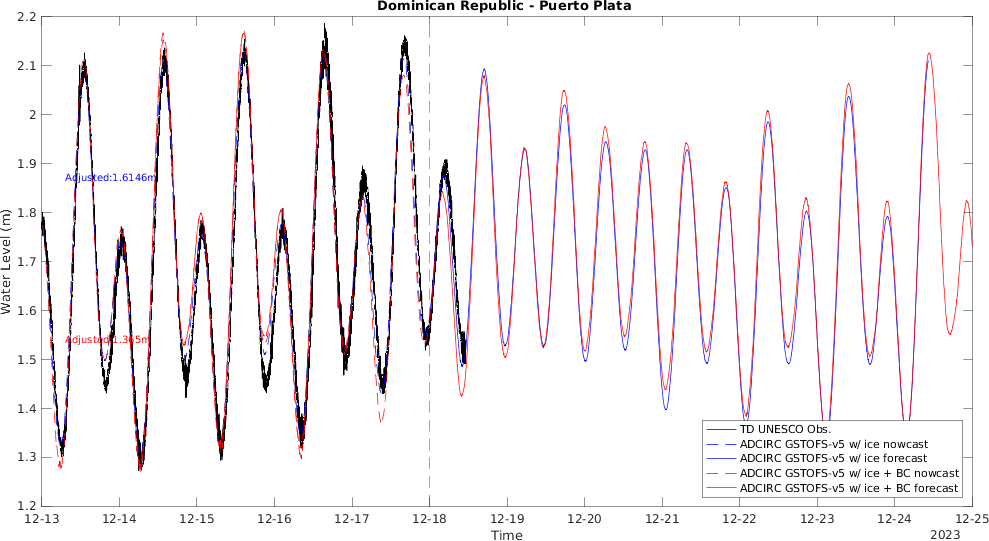 Dominican Republic - Puerto Plata
Water Level (m)
2.2
2.1
2
1.9
1.8
1.7
1.6
1.5
1.4
1.3
1.2
Adjusted:1.6146m
Adjusted:1.365m
TD UNESCO Obs.
ADCIRC GSTOFS-v5 w/ ice nowcast
ADCIRC GSTOFS-v5 w/ ice forecast
ADCIRC GSTOFS-v5 w/ ice + BC nowcast
ADCIRC GSTOFS-v5 w/ ice + BC forecast
12-13 12-14 12-15 12-16 12-17 12-18 12-19 12-20 12-21 12-22 12-23 12-24 12-25
Time
2023